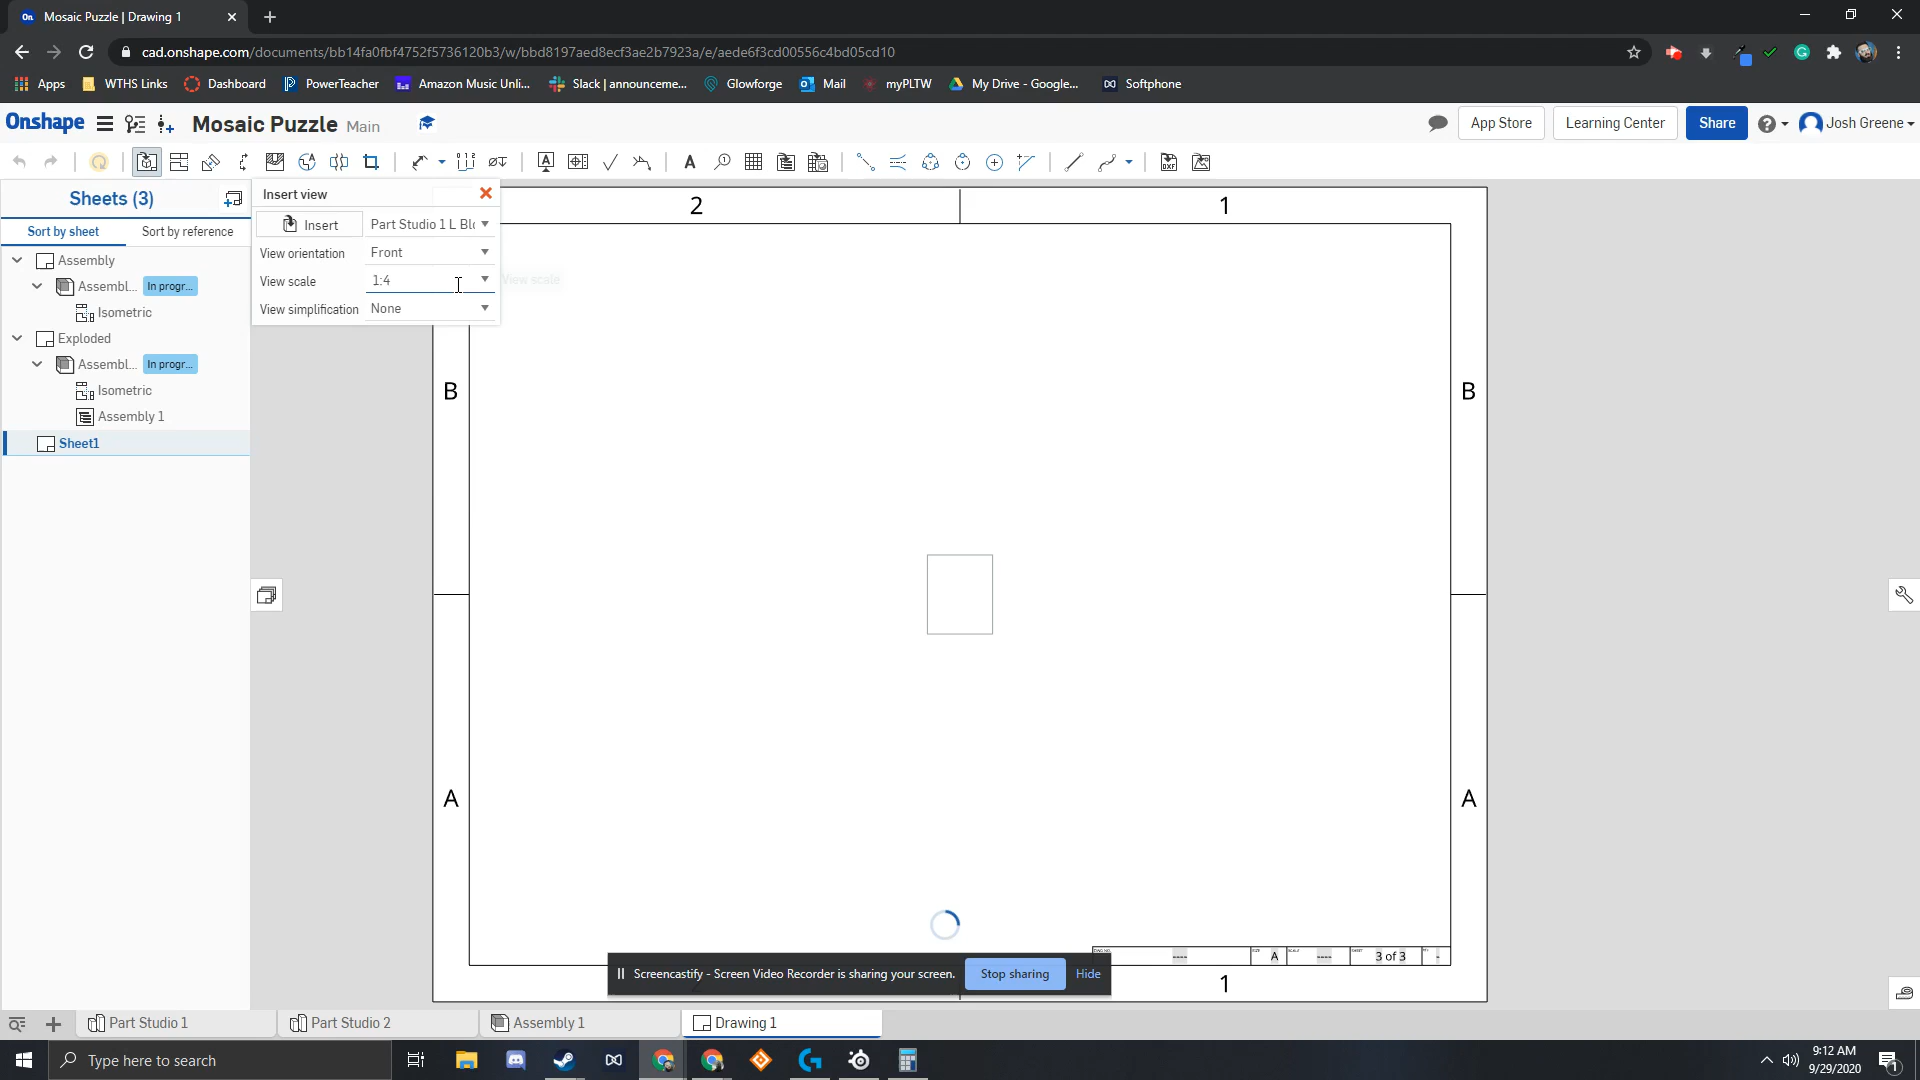 Mosaic Puzzle | Drawing 1
cad.onshape.com/documents/bb14fa0fbf4752f5736120b3/w/bbd8197aed8ecf3ae2b7923a/e/aede6f3cd00556c4bd05cd10
Apps WTHS Links Dashboard PowerTeacher Amazon Music Unli... Slack | announceme... Glowforge Mail myPLTW My Drive - Google... Softphone
Onshape Mosaic Puzzle Main App Store Learning Center Share Josh Greene
Sheets (3)
Sort by sheet Sort by reference
Assembly
Assembl... In progr...
Isometric
Exploded
Assembl... In progr...
Isometric
Assembly 1
Sheet1
Insert view
Insert Part Studio 1 L Blo
View orientation Front
View scale 1:4 View scale
View simplification None
2 1
B B
A A
---- A ---- 3 of 3 -
1
Screencastify - Screen Video Recorder is sharing your screen. Stop sharing Hide
Part Studio 1 Part Studio 2 Assembly 1 Drawing 1
Type here to search
9:12 AM
9/29/2020
1